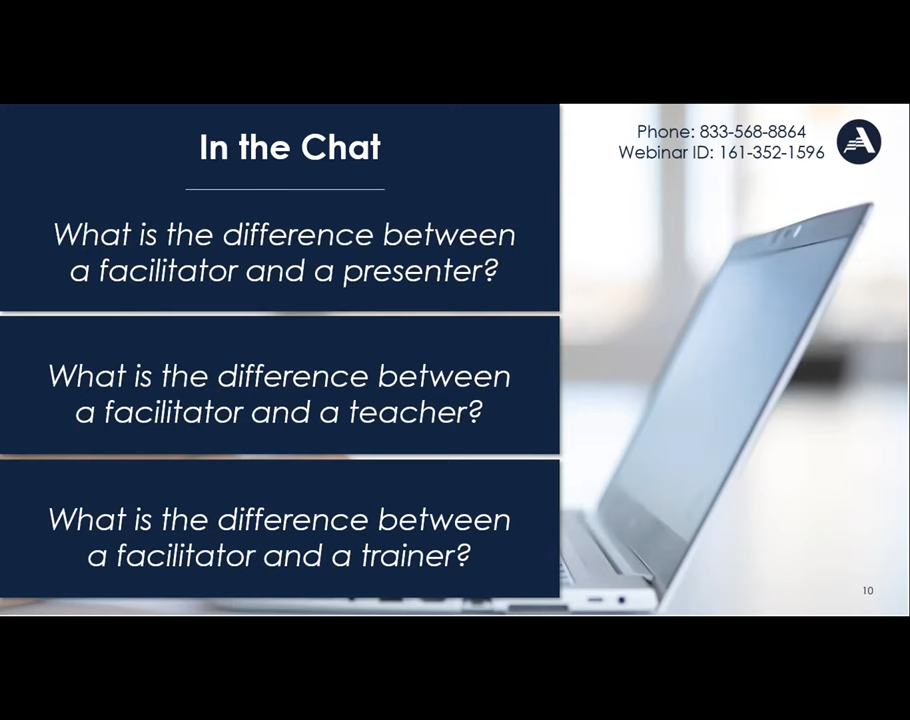 In the Chat
What is the difference between
a facilitator and a presenter?
What is the difference between
a facilitator and a teacher?
What is the difference between
a facilitator and a trainer?
Phone: 833-568-8864
Webinar ID: 161-352-1596
10